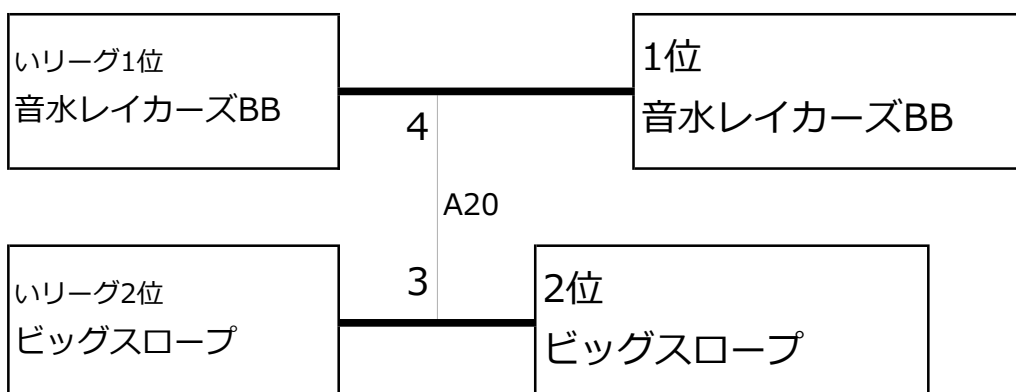 いリーグ1位
音水レイカーズBB
1位
音水レイカーズBB
4
A20
3
いリーグ2位
ビッグスロープ
2位
ビッグスロープ